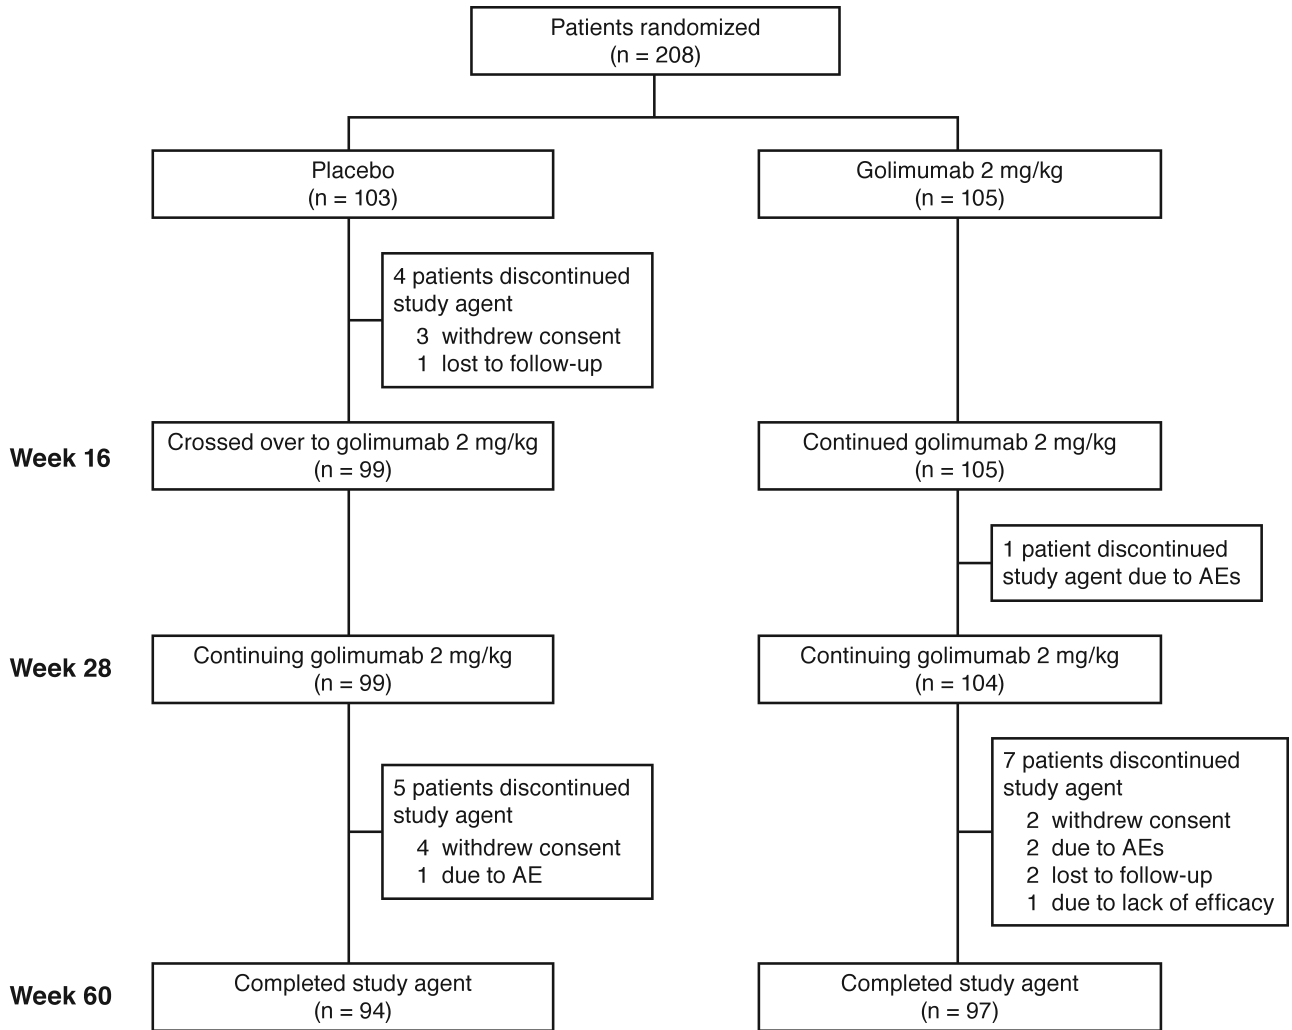 Patients randomized
(n = 208)
Placebo
(n = 103)
Golimumab 2 mg/kg
(n = 105)
4 patients discontinued
study agent
3 withdrew consent
1 lost to follow-up
Week 16
Crossed over to golimumab 2 mg/kg
(n = 99)
Continued golimumab 2 mg/kg
(n = 105)
1 patient discontinued
study agent due to AEs
Week 28
Continuing golimumab 2 mg/kg
(n = 99)
Continuing golimumab 2 mg/kg
(n = 104)
5 patients discontinued
study agent
4 withdrew consent
1 due to AE
7 patients discontinued
study agent
2 withdrew consent
2 due to AEs
2 lost to follow-up
1 due to lack of efficacy
Week 60
Completed study agent
(n = 94)
Completed study agent
(n = 97)